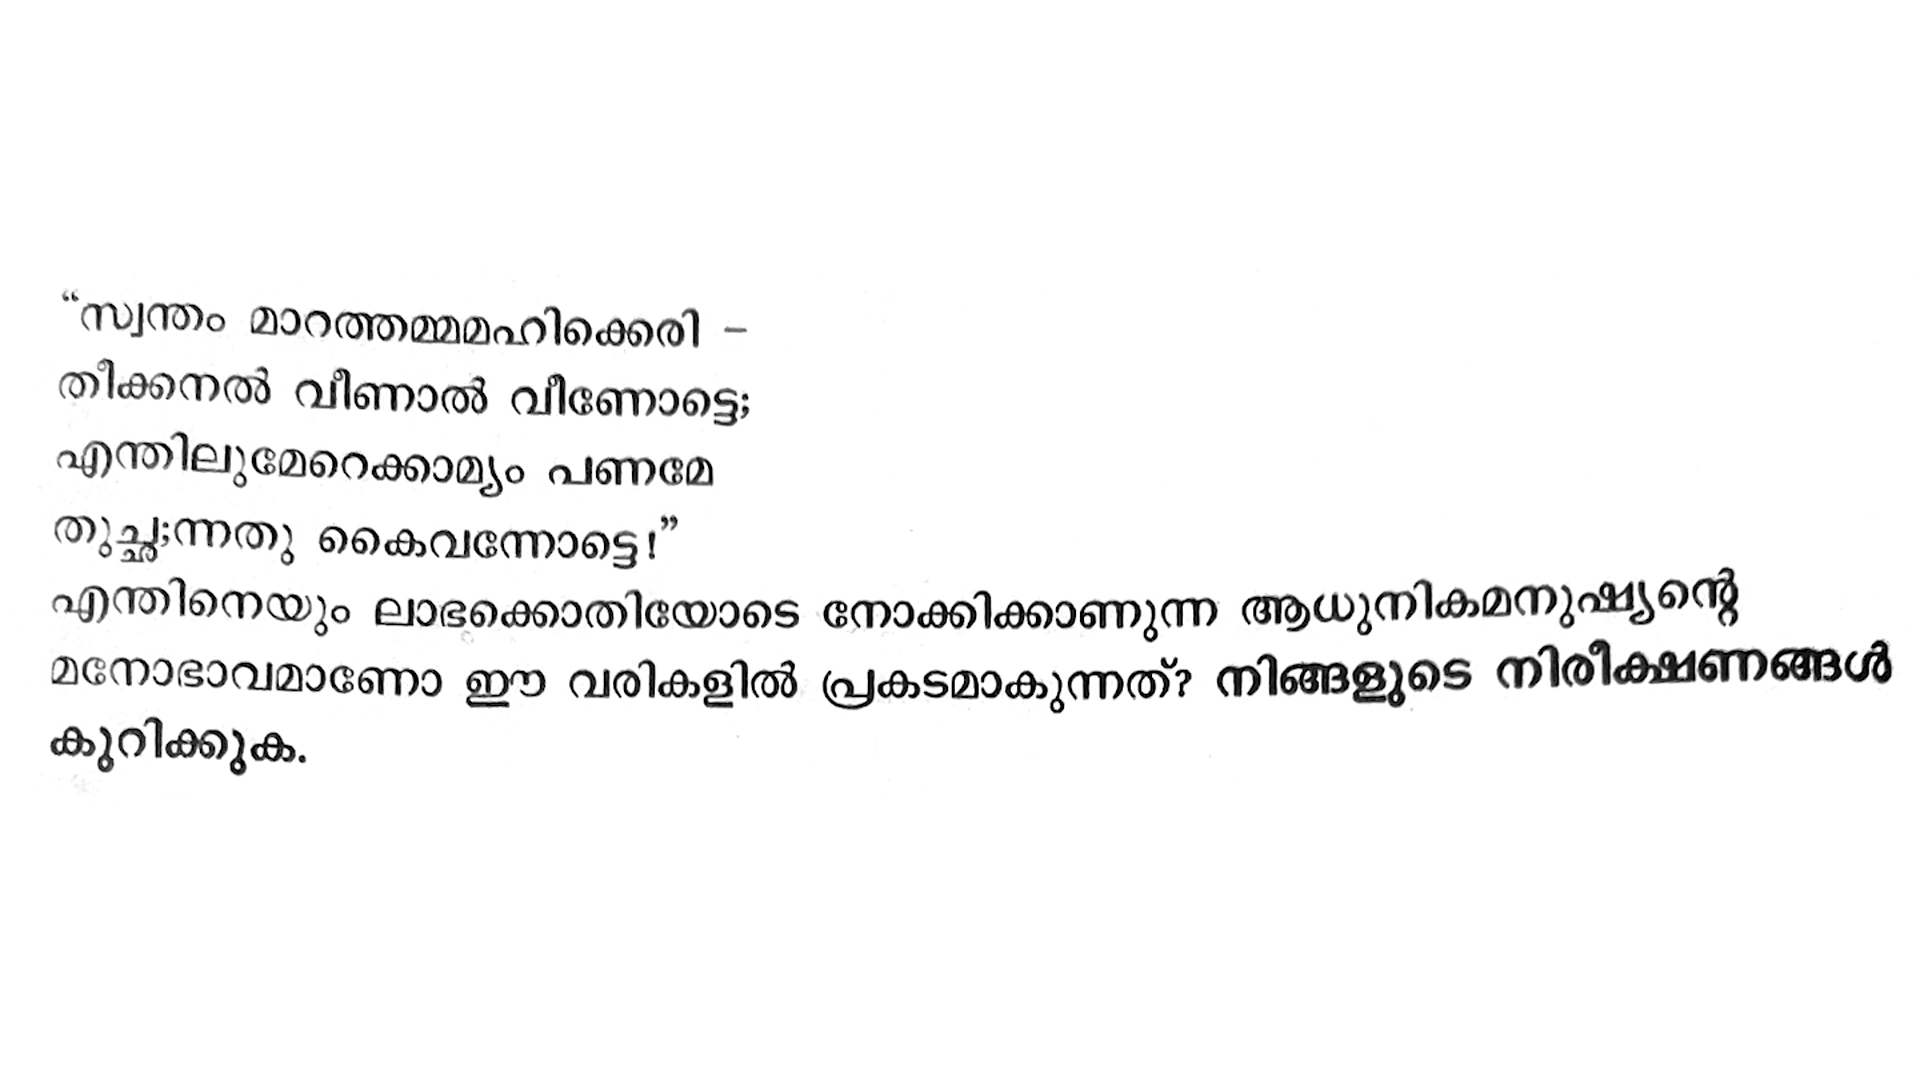 “സ്വന്തം മാറത്തമ്മമഹിക്കെരി –
തീക്കനൽ വീണാൽ വീണോട്ടെ;
എന്തിലുമേറെക്കാമ്യം പണമേ
തുച്ഛ;ന്നതു കൈവന്നോട്ടെ!”
എന്തിനെയും ലാഭക്കൊതിയോടെ നോക്കിക്കാണുന്ന ആധുനികമനുഷ്യന്റെ
മനോഭാവമാണോ ഈ വരികളിൽ പ്രകടമാകുന്നത്? നിങ്ങളുടെ നിരീക്ഷണങ്ങൾ
കുറിക്കുക.